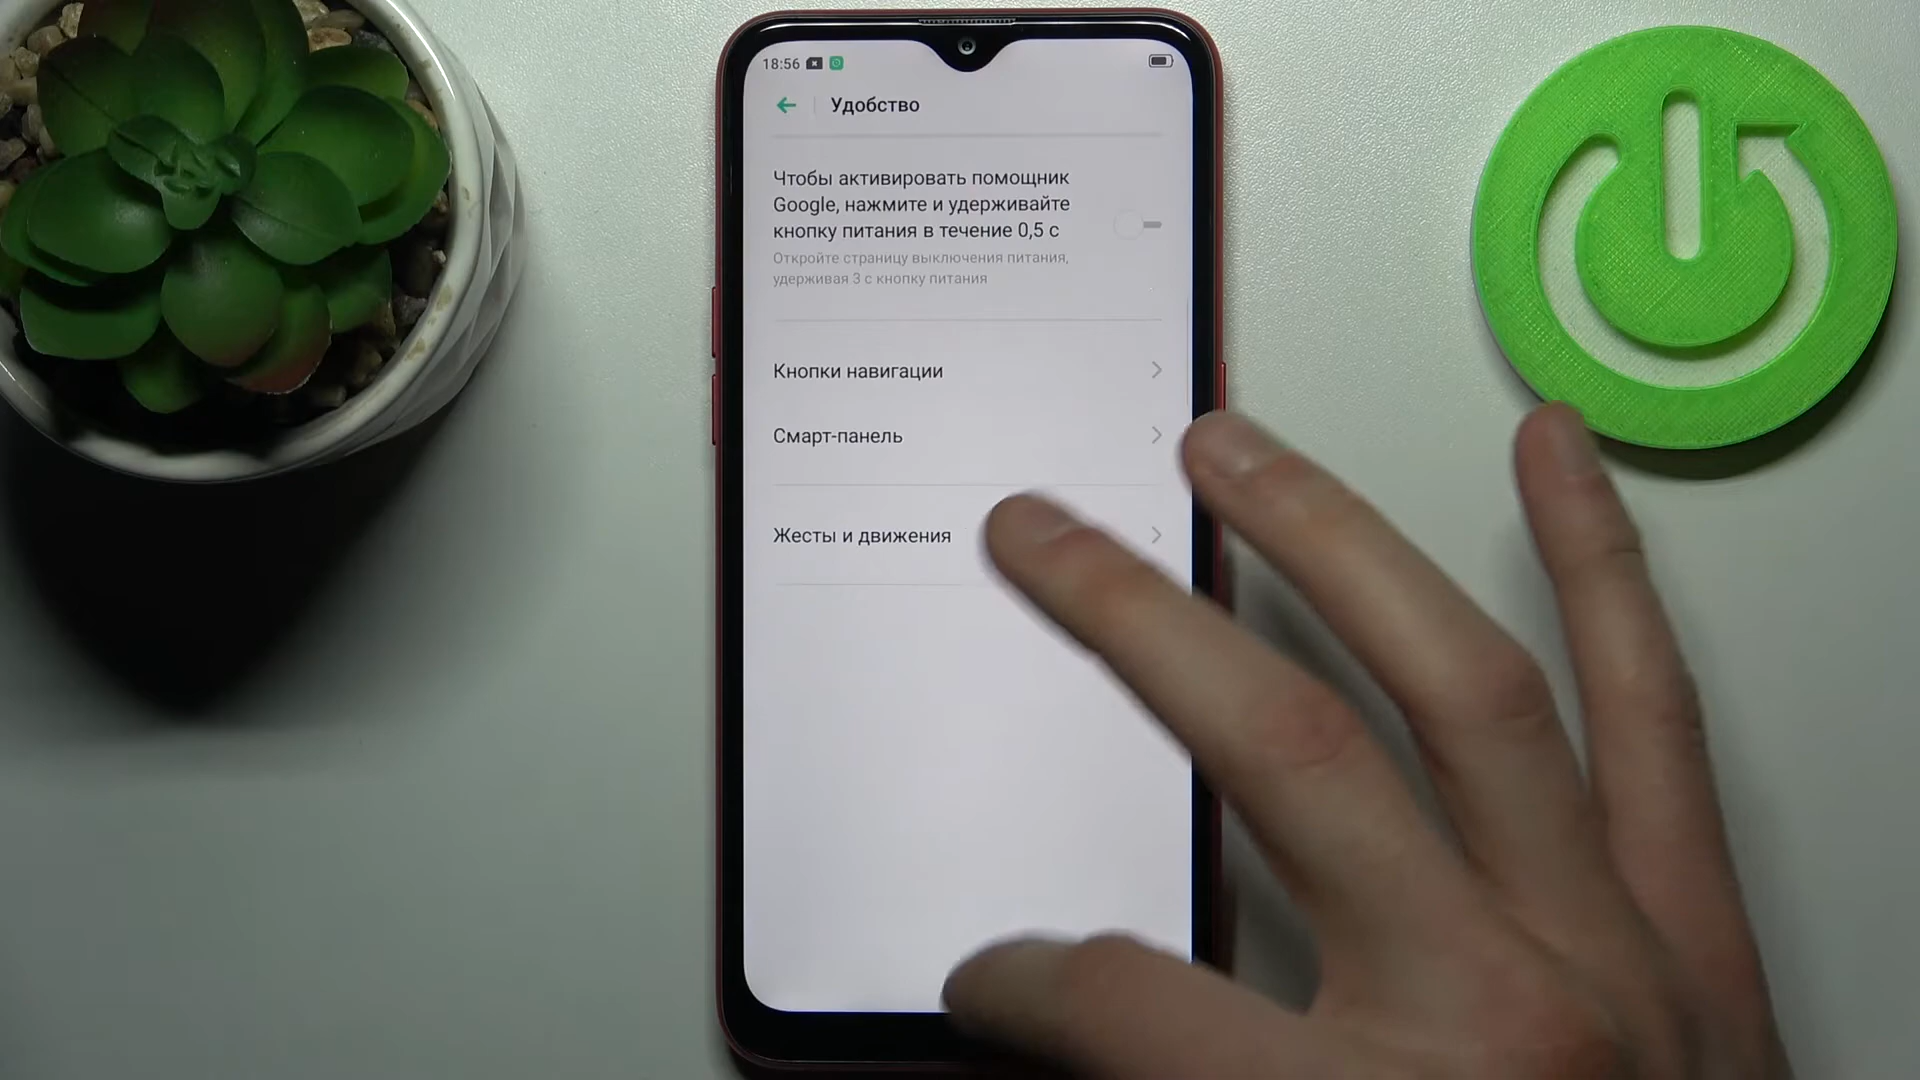 18:56
Удобство
Чтобы активировать помощник
Google, нажмите и удерживайте
кнопку питания в течение 0,5 с
Откройте страницу выключения питания,
удерживая 3 с кнопку питания
Кнопки навигации
Смарт-панель
Жесты и движения